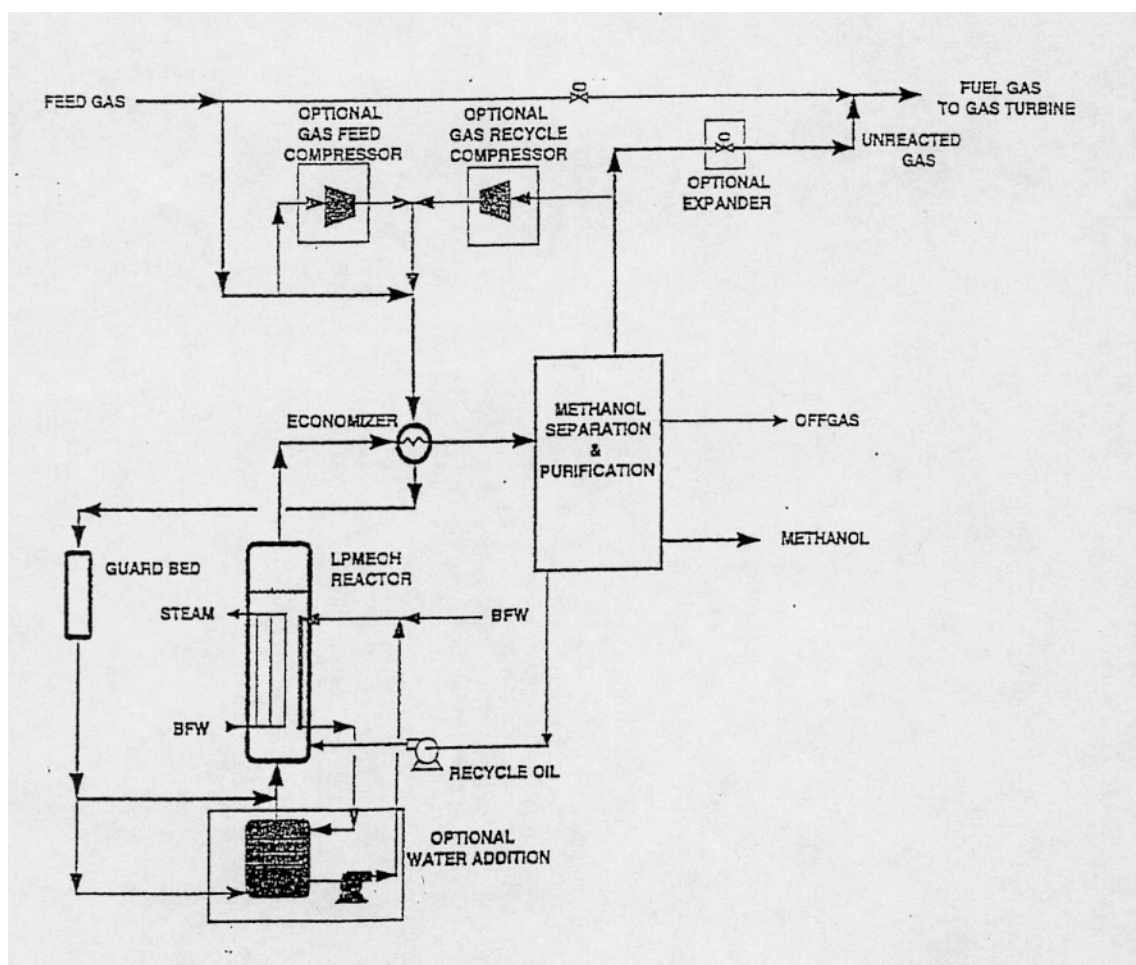 FEED GAS
OPTIONAL
GAS FEED
COMPRESSOR
OPTIONAL
GAS RECYCLE
COMPRESSOR
FUEL GAS
TO GAS TURBINE
UNREACTED
GAS
OPTIONAL
EXPANDER
ECONOMIZER
METHANOL
SEPARATION
&
PURIFICATION
OFFGAS
METHANOL
GUARD BED
LPMEOH
REACTOR
STEAM
BFW
BFW
RECYCLE OIL
OPTIONAL
WATER ADDITION